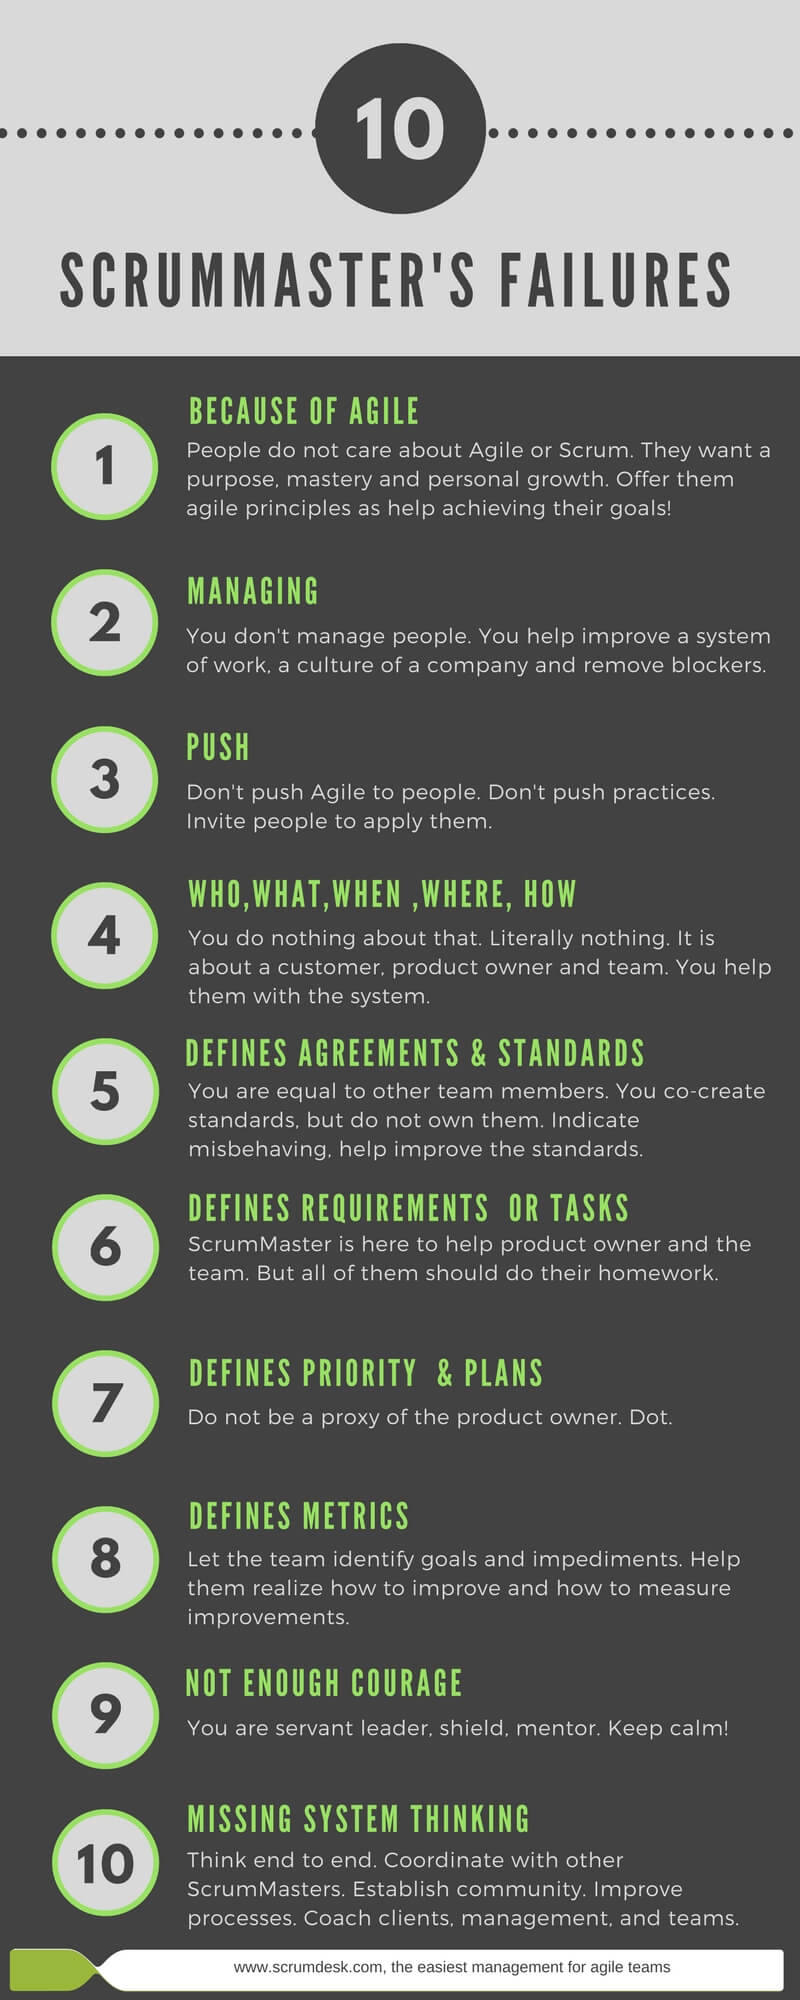 10
SCRUMMASTER'S FAILURES
1
BECAUSE OF AGILE
People do not care about Agile or Scrum. They want a
purpose, mastery and personal growth. Offer them
agile principles as help achieving their goals!
2
MANAGING
You don't manage people. You help improve a system
of work, a culture of a company and remove blockers.
3
PUSH
Don't push Agile to people. Don't push practices.
Invite people to apply them.
4
WHO,WHAT,WHEN ,WHERE, HOW
You do nothing about that. Literally nothing. It is
about a customer, product owner and team. You help
them with the system.
5
DEFINES AGREEMENTS & STANDARDS
You are equal to other team members. You co-create
standards, but do not own them. Indicate
misbehaving, help improve the standards.
6
DEFINES REQUIREMENTS OR TASKS
ScrumMaster is here to help product owner and the
team. But all of them should do their homework.
7
DEFINES PRIORITY & PLANS
Do not be a proxy of the product owner. Dot.
8
DEFINES METRICS
Let the team identify goals and impediments. Help
them realize how to improve and how to measure
improvements.
9
NOT ENOUGH COURAGE
You are servant leader, shield, mentor. Keep calm!
10
MISSING SYSTEM THINKING
Think end to end. Coordinate with other
ScrumMasters. Establish community. Improve
processes. Coach clients, management, and teams.
www.scrumdesk.com, the easiest management for agile teams